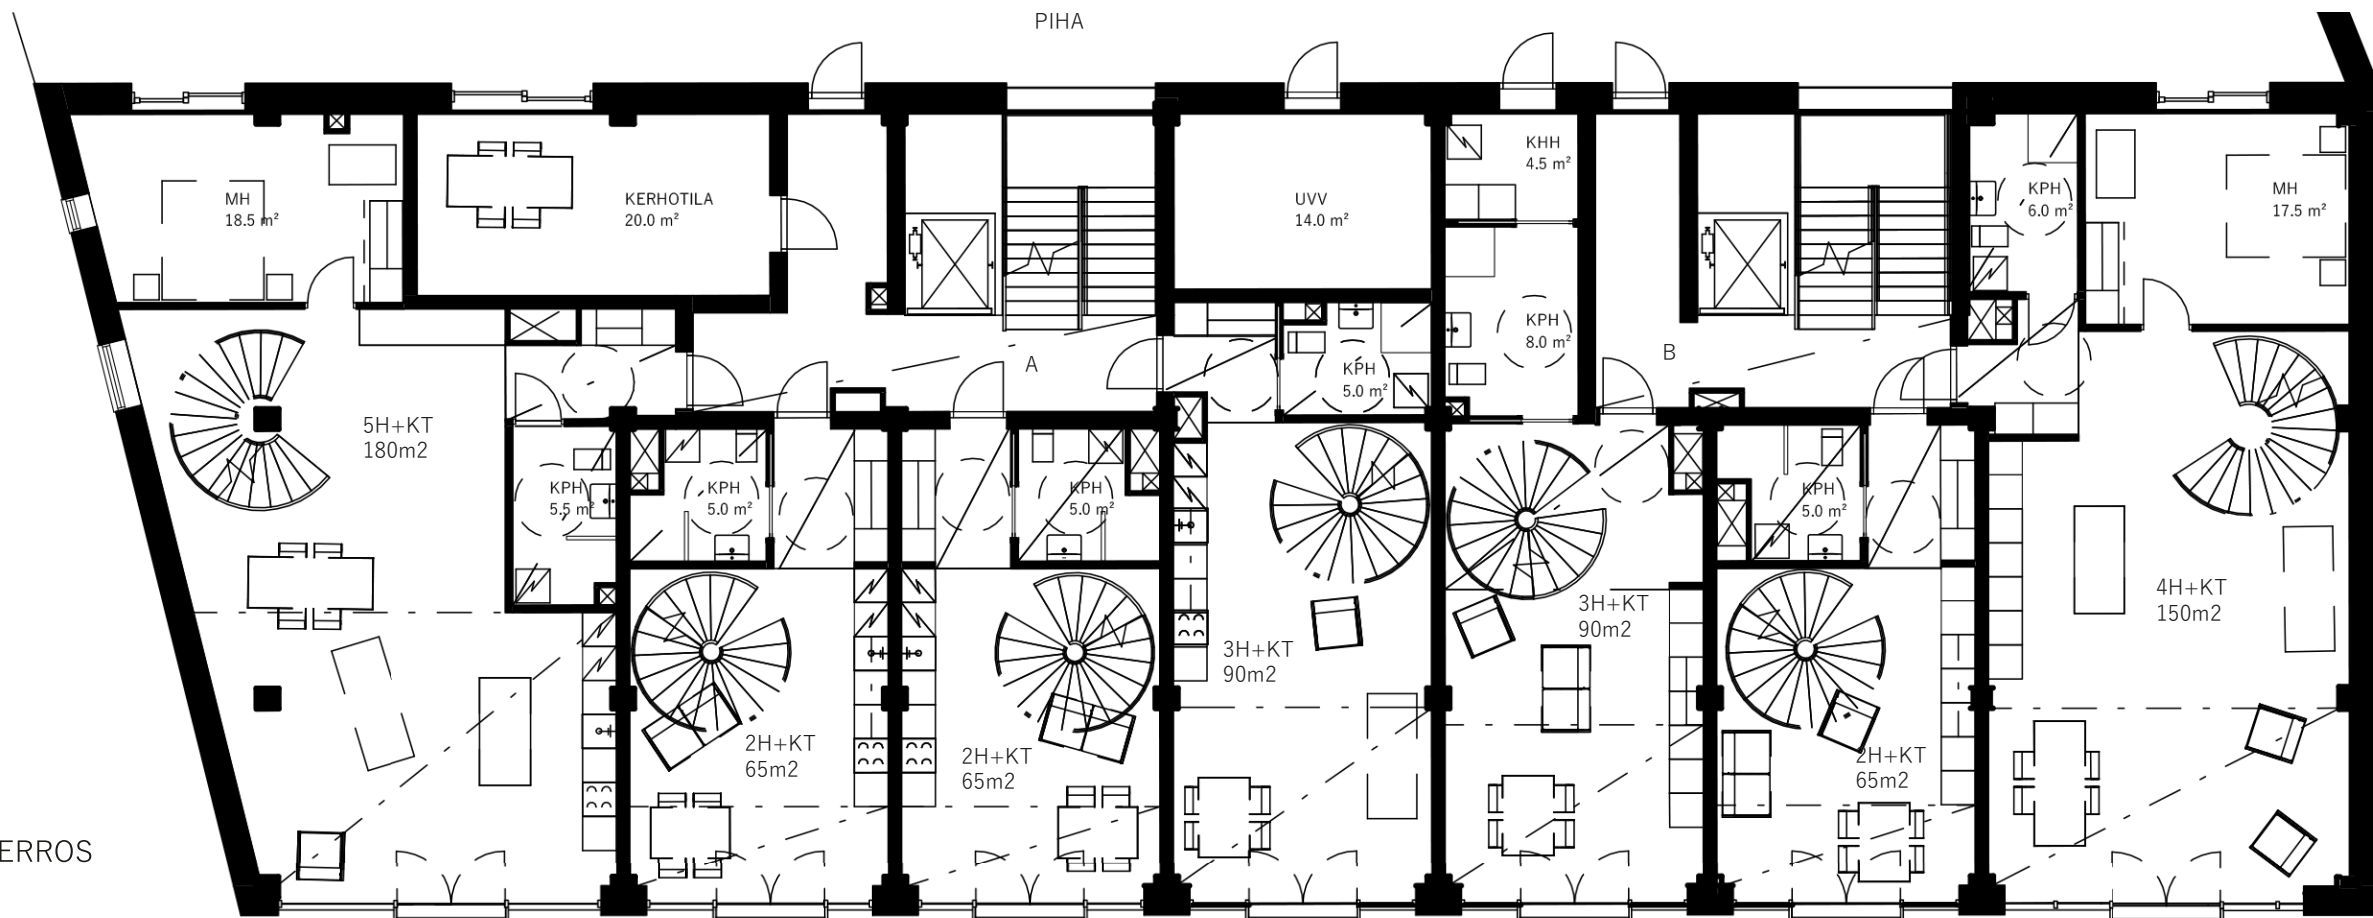 PIHA
MH
18.5 m²
KERHOTILA
20.0 m²
UVV
14.0 m²
KHH
4.5 m²
KPH
6.0 m²
MH
17.5 m²
KPH
8.0 m²
A
B
KPH
5.0 m²
5H+KT
180m2
KPH
5.5 m²
KPH
5.0 m²
KPH
5.0 m²
KPH
5.0 m²
3H+KT
90m2
3H+KT
90m2
4H+KT
150m2
2H+KT
65m2
2H+KT
65m2
2H+KT
65m2
ERROS